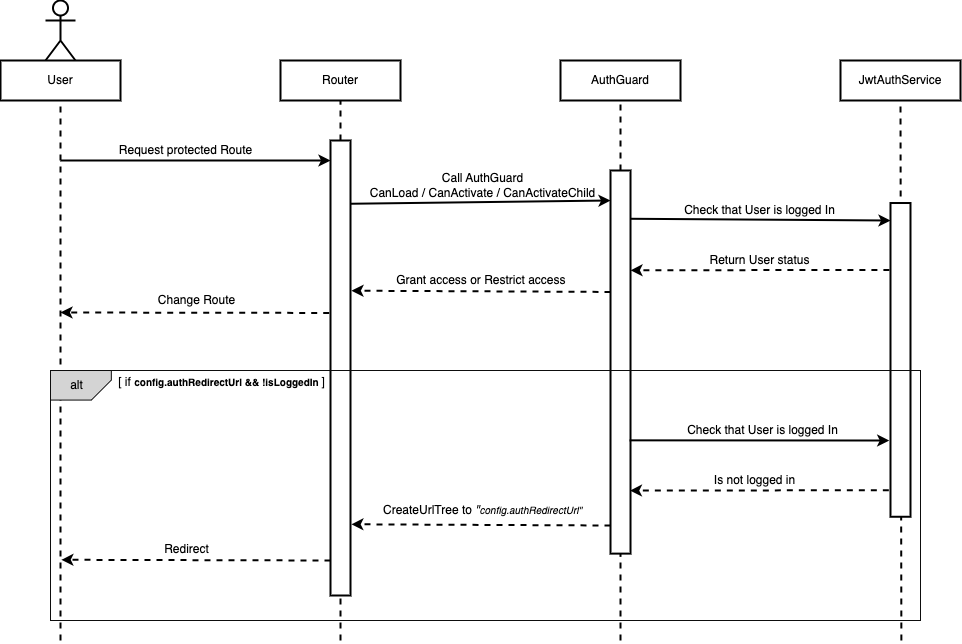 User
Router
AuthGuard
JwtAuthService
Request protected Route
Call AuthGuard
CanLoad / CanActivate / CanActivateChild
Check that User is logged In
Return User status
Grant access or Restrict access
Change Route
alt
[ if config.authRedirectUrl && !isLoggedIn ]
Check that User is logged In
Is not logged in
CreateUrlTree to "config.authRedirectUrl"
Redirect